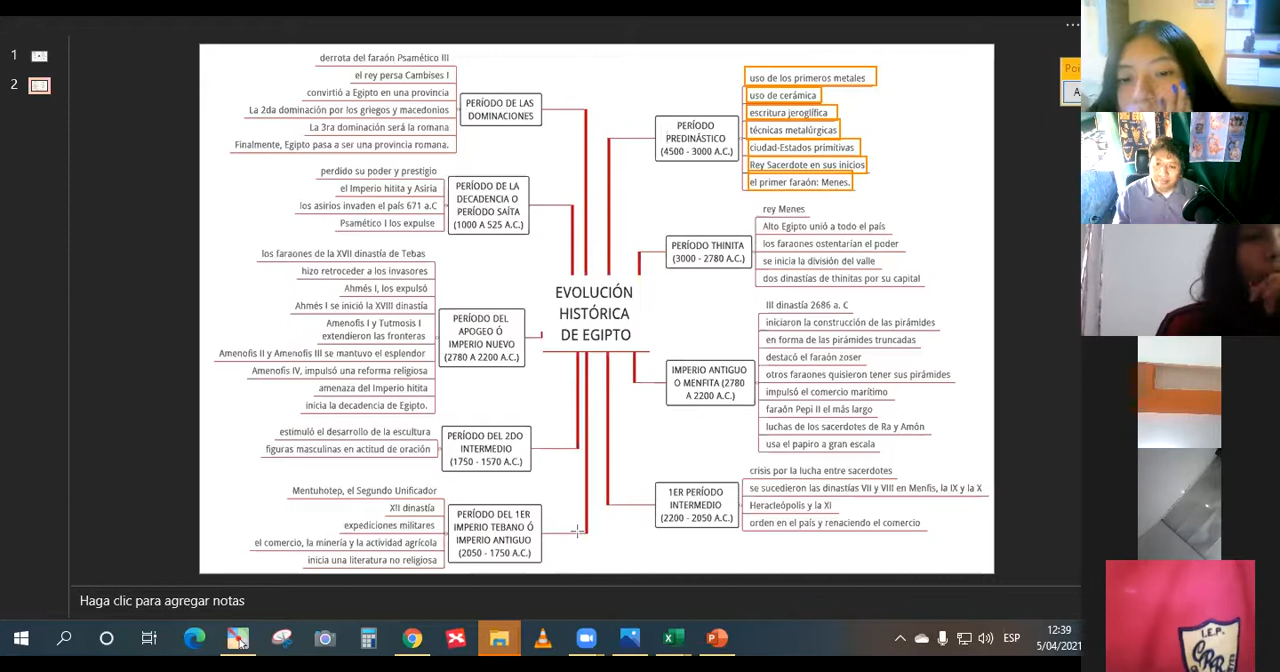 1
2
derrota del faraón Psamético III
el rey persa Cambises I
convirtió a Egipto en una provincia
La 2da dominación por los griegos y macedonios
La 3ra dominación será la romana
Finalmente, Egipto pasa a ser una provincia romana.
PERÍODO DE LAS
DOMINACIONES
perdido su poder y prestigio
el Imperio hitita y Asiria
los asirios invaden el país 671 a.C
Psamético I los expulse
PERÍODO DE LA
DECADENCIA O
PERÍODO SAÍTA
(1000 A 525 A.C.)
los faraones de la XVII dinastía de Tebas
hizo retroceder a los invasores
Ahmés I, los expulsó
Ahmés I se inició la XVIII dinastía
Amenofis I y Tutmosis I
extendieron las fronteras
Amenofis II y Amenofis III se mantuvo el esplendor
Amenofis IV, impulsó una reforma religiosa
amenaza del Imperio hitita
inicia la decadencia de Egipto.
PERÍODO DEL
APOGEO Ó
IMPERIO NUEVO
(2780 A 2200 A.C.)
estimuló el desarrollo de la escultura
figuras masculinas en actitud de oración
PERÍODO DEL 2DO
INTERMEDIO
(1750 - 1570 A.C.)
Mentuhotep, el Segundo Unificador
XII dinastía
expediciones militares
el comercio, la minería y la actividad agrícola
inicia una literatura no religiosa
PERÍODO DEL 1ER
IMPERIO TEBANO Ó
IMPERIO ANTIGUO
(2050 - 1750 A.C.)
EVOLUCIÓN
HISTÓRICA
DE EGIPTO
PERÍODO
PREDINÁSTICO
(4500 - 3000 A.C.)
uso de los primeros metales
uso de cerámica
escritura jeroglífica
técnicas metalúrgicas
ciudad-Estados primitivas
Rey Sacerdote en sus inicios
el primer faraón: Menes.
PERÍODO THINITA
(3000 - 2780 A.C.)
rey Menes
Alto Egipto unió a todo el país
los faraones ostentarían el poder
se inicia la división del valle
dos dinastías de thinitas por su capital
IMPERIO ANTIGUO
O MENFITA (2780
A 2200 A.C.)
III dinastía 2686 a. C
iniciaron la construcción de las pirámides
en forma de las pirámides truncadas
destacó el faraón zoser
otros faraones quisieron tener sus pirámides
impulsó el comercio marítimo
faraón Pepi II el más largo
luchas de los sacerdotes de Ra y Amón
usa el papiro a gran escala
1ER PERÍODO
INTERMEDIO
(2200 - 2050 A.C.)
crisis por la lucha entre sacerdotes
se sucedieron las dinastías VII y VIII en Menfis, la IX y la X
Heracleópolis y la XI
orden en el país y renaciendo el comercio
Haga clic para agregar notas
ESP
12:39
5/04/2021
I.E.P.